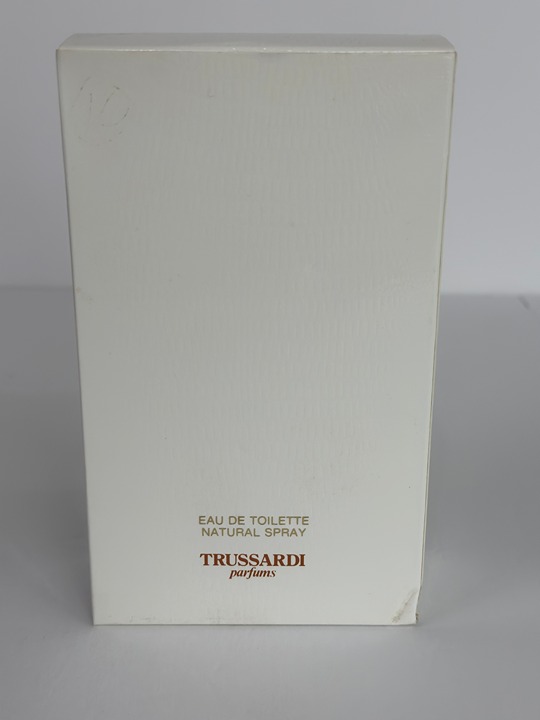 EAU DE TOILETTE
NATURAL SPRAY
TRUSSARDI
parfums